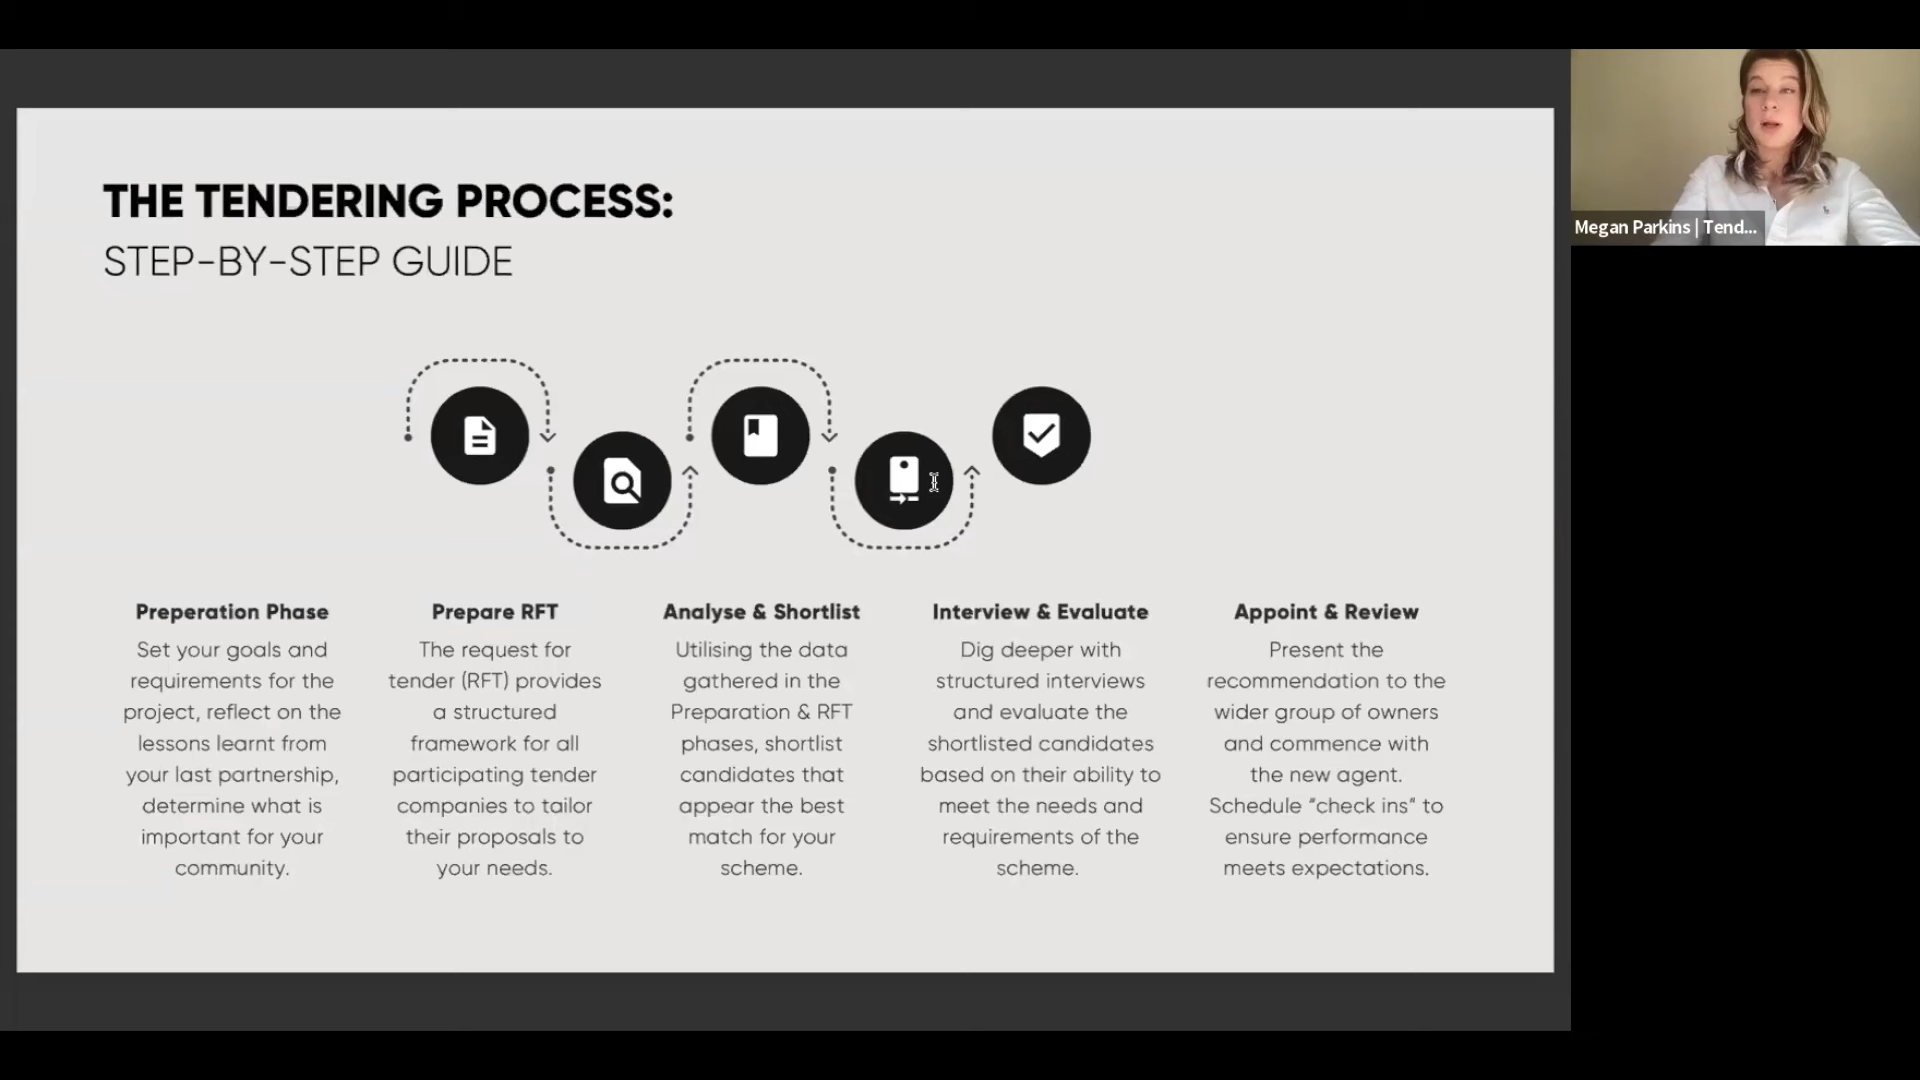 THE TENDERING PROCESS:
STEP-BY-STEP GUIDE
Preperation Phase
Set your goals and
requirements for the
project, reflect on the
lessons learnt from
your last partnership,
determine what is
important for your
community.
Prepare RFT
The request for
tender (RFT) provides
a structured
framework for all
participating tender
companies to tailor
their proposals to
your needs.
Analyse & Shortlist
Utilising the data
gathered in the
Preparation & RFT
phases, shortlist
candidates that
appear the best
match for your
scheme.
Interview & Evaluate
Dig deeper with
structured interviews
and evaluate the
shortlisted candidates
based on their ability to
meet the needs and
requirements of the
scheme.
Appoint & Review
Present the
recommendation to the
wider group of owners
and commence with
the new agent.
Schedule “check ins” to
ensure performance
meets expectations.
Megan Parkins | Tend...